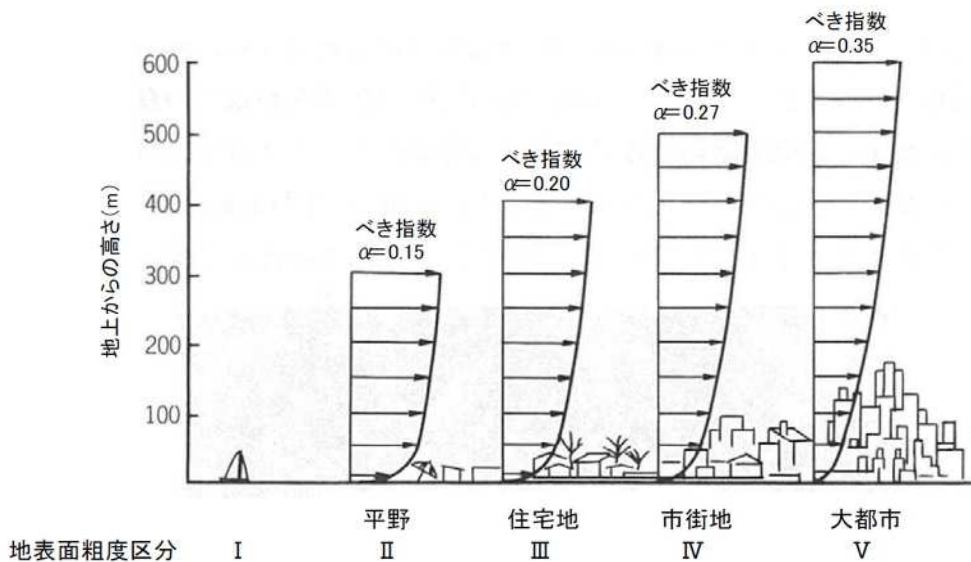 べき指数
α=0.35
べき指数
α=0.27
べき指数
α=0.20
べき指数
α=0.15
600
500
400
300
200
100
地上からの高さ(m)
平野 住宅地 市街地 大都市
地表面粗度区分 Ⅰ Ⅱ Ⅲ Ⅳ Ⅴ